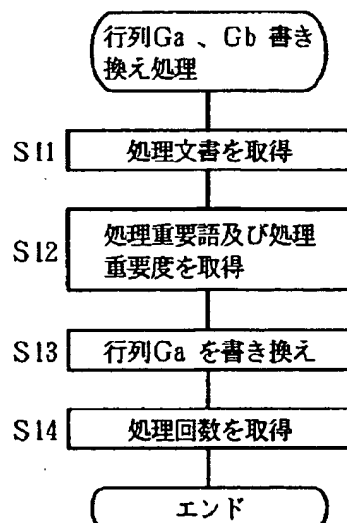 行列Ga 、Gb 書き
換え処理
S11
処理文書を取得
S12
処理重要語及び処理
重要度を取得
S13
行列Ga を書き換え
S14
処理回数を取得
エンド